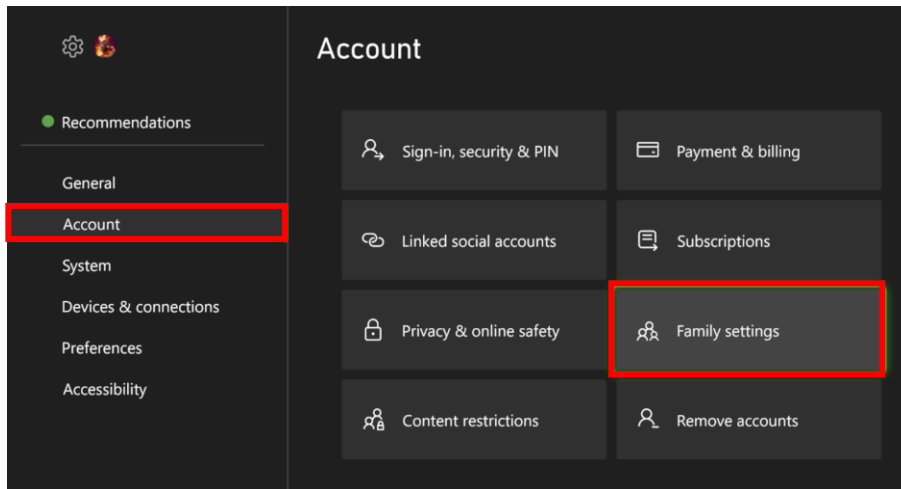 Account
Recommendations
General
Account
System
Devices & connections
Preferences
Accessibility
Sign-in, security & PIN
Payment & billing
Linked social accounts
Subscriptions
Privacy & online safety
Family settings
Content restrictions
Remove accounts